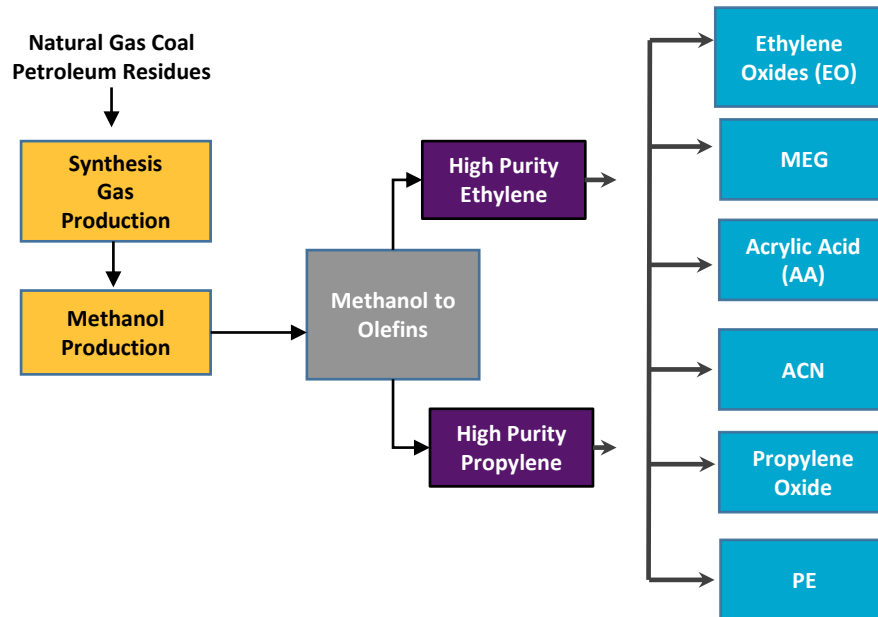 Natural Gas Coal
Petroleum Residues
Synthesis
Gas
Production
Methanol
Production
Methanol to
Olefins
High Purity
Ethylene
High Purity
Propylene
Ethylene
Oxides (EO)
MEG
Acrylic Acid
(AA)
ACN
Propylene
Oxide
PE